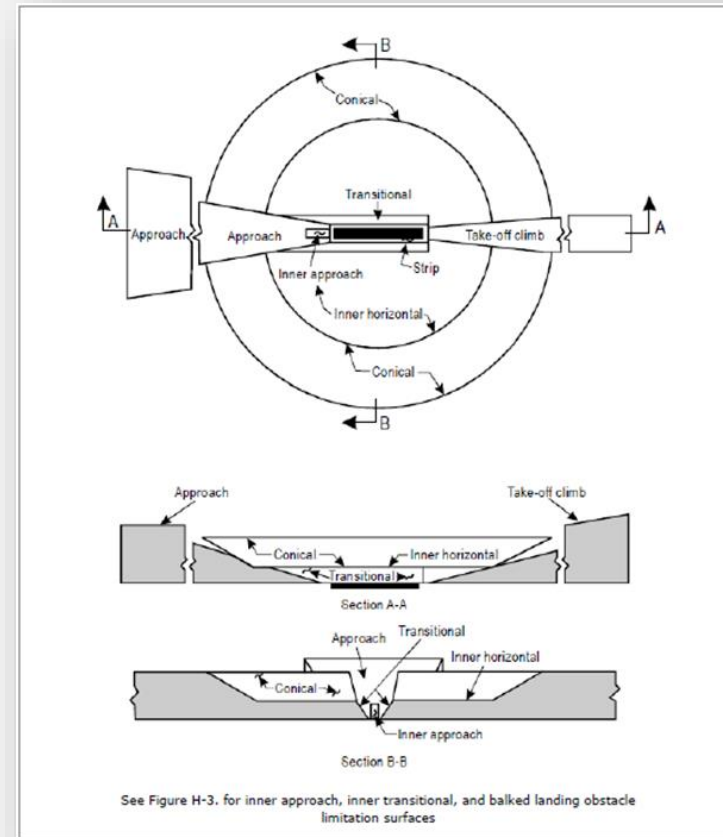 B
Conical
Transitional
A
A
Approach
Approach
Take-off climb
Inner approach
Strip
Inner horizontal
Conical
B
Approach
Take-off climb
Conical
Inner horizontal
Transitional
Section A-A
Approach
Transitional
Inner horizontal
Conical
Inner approach
Section B-B
See Figure H-3. for inner approach, inner transitional, and balked landing obstacle
limitation surfaces